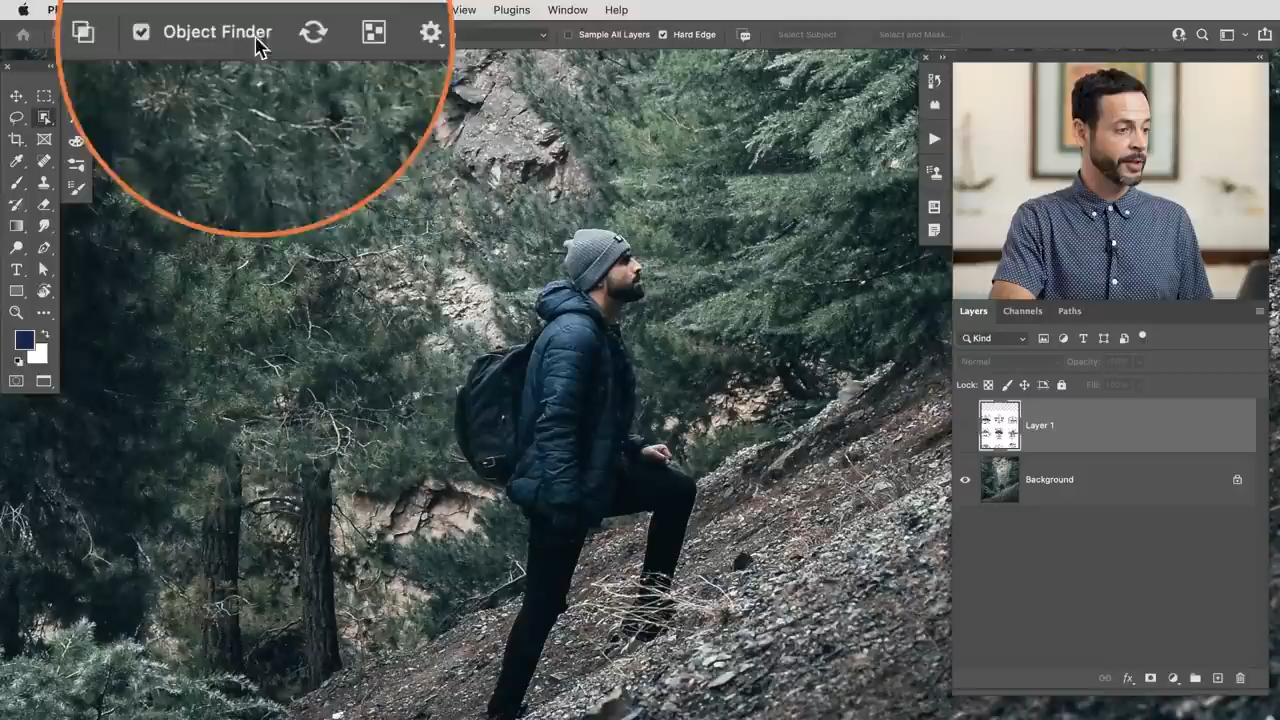 View Plugins Window Help
Object Finder
Sample All Layers Hard Edge Select Subject Select and Mask...
Layers Channels Paths
Kind
Normal Opacity:
Lock: Fill: 100%
Layer 1
Background